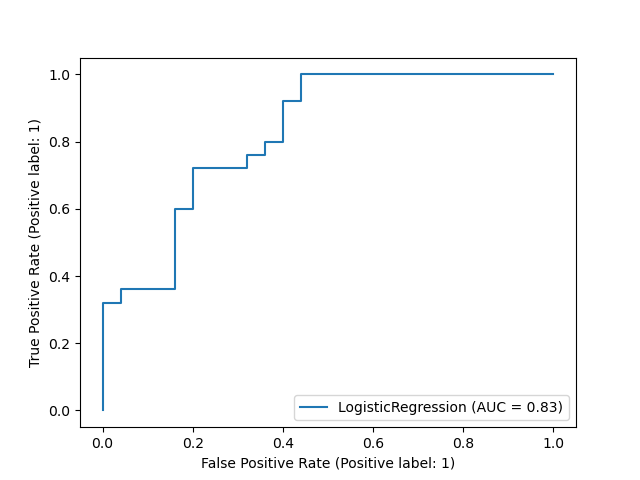 1.0
0.8
0.6
0.4
0.2
0.0
True Positive Rate (Positive label: 1)
LogisticRegression (AUC = 0.83)
0.0 0.2 0.4 0.6 0.8 1.0
False Positive Rate (Positive label: 1)